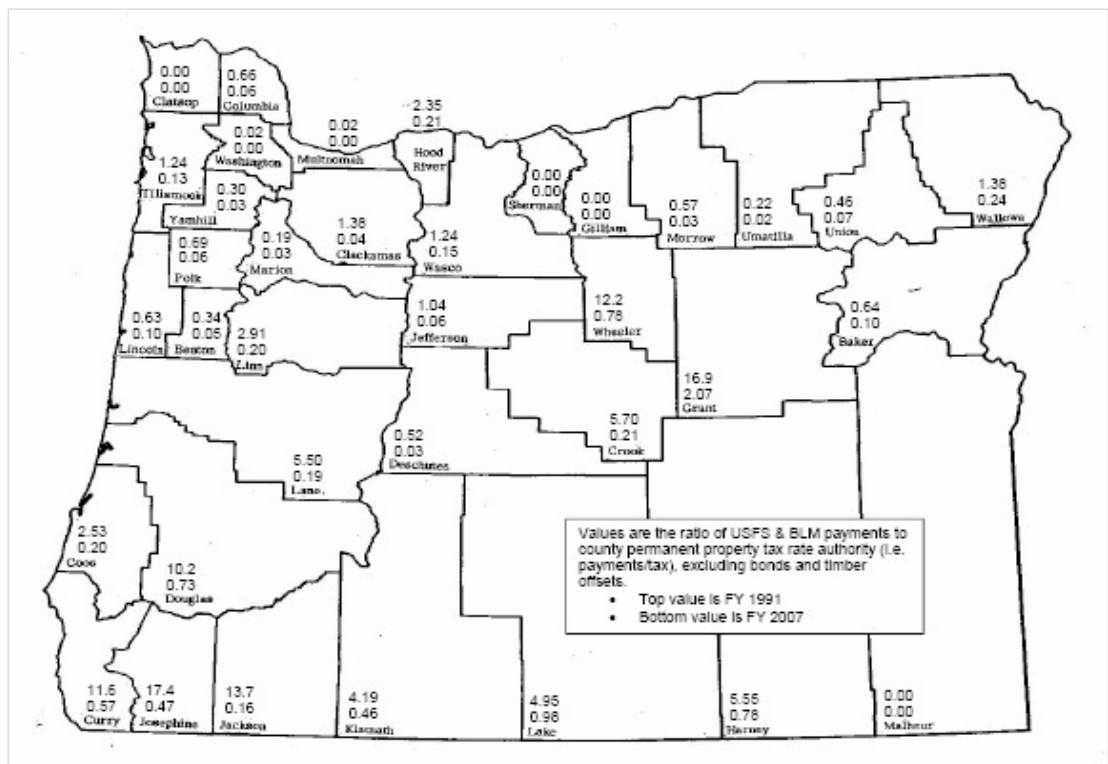 0.00
0.00
Clatsop
0.66
0.06
Columbia
0.02
0.00
Washington
0.02
0.00
Multnomah
2.35
0.21
Hood
River
1.24
0.13
Tillamook
0.30
0.03
Yamhill
1.38
0.04
Clackamas
0.00
0.00
Sherman
0.00
0.00
Gilliam
0.57
0.03
Morrow
0.22
0.02
Umatilla
0.46
0.07
Union
1.38
0.24
Wallowa
0.69
0.06
Polk
0.19
0.03
Marion
1.24
0.15
Wasco
0.63
0.10
Lincoln
0.34
0.05
Benton
2.91
0.20
Linn
1.04
0.06
Jefferson
12.2
0.78
Wheeler
0.64
0.10
Baker
16.9
2.07
Grant
5.70
0.21
Crook
0.52
0.03
Deschutes
5.50
0.19
Lane.
2.53
0.20
Coos
10.2
0.73
Douglas
Values are the ratio of USFS & BLM payments to
county permanent property tax rate authority (i.e.
payments/tax), excluding bonds and timber
offsets.
• Top value is FY 1991
• Bottom value is FY 2007
11.6
0.57
Curry
17.4
0.47
Josephine
13.7
0.16
Jackson
4.19
0.46
Klamath
4.95
0.98
Lake
5.55
0.78
Harney
0.00
0.00
Malheur